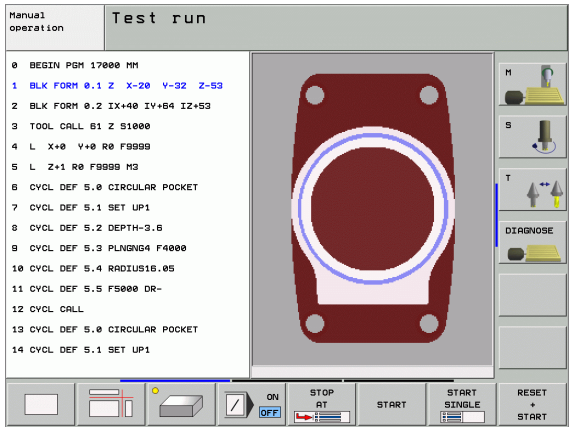 Manual
operation
Test run
0 BEGIN PGM 17000 MM
1 BLK FORM 0.1 Z X-20 Y-32 Z-53
2 BLK FORM 0.2 IX+40 IY+64 IZ+53
3 TOOL CALL 61 Z S1000
4 L X+0 Y+0 R0 F9999
5 L Z+1 R0 F9999 M3
6 CYCL DEF 5.0 CIRCULAR POCKET
7 CYCL DEF 5.1 SET UP1
8 CYCL DEF 5.2 DEPTH-3.6
9 CYCL DEF 5.3 PLNGNG4 F4000
10 CYCL DEF 5.4 RADIUS16.05
11 CYCL DEF 5.5 F5000 DR-
12 CYCL CALL
13 CYCL DEF 5.0 CIRCULAR POCKET
14 CYCL DEF 5.1 SET UP1
M
S
T
DIAGNOSE
ON
OFF
STOP
AT
START
START
SINGLE
RESET
+
START